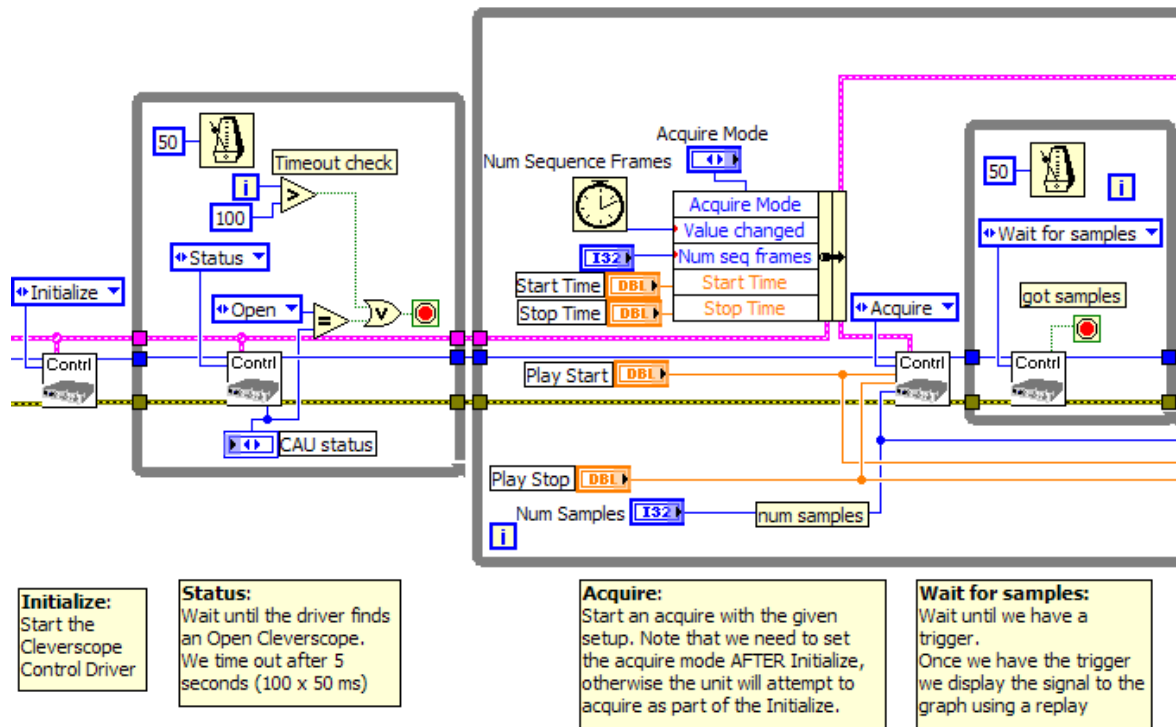 50
Timeout check
i
100
Status
Initialize
Open
=
>
v
Contrl
Contrl
CAU status
Acquire Mode
Num Sequence Frames
Acquire Mode
Value changed
I32
Num seq frames
Start Time
DBL
Start Time
Stop Time
DBL
Stop Time
Acquire
Play Start
DBL
Contrl
Play Stop
DBL
Num Samples
I32
num samples
i
50
i
Wait for samples
got samples
Contrl
Initialize:
Start the
Cleverscope
Control Driver
Status:
Wait until the driver finds
an Open Cleverscope.
We time out after 5
seconds (100 x 50 ms)
Acquire:
Start an acquire with the given
setup. Note that we need to set
the acquire mode AFTER Initialize,
otherwise the unit will attempt to
acquire as part of the Initialize.
Wait for samples:
Wait until we have a
trigger.
Once we have the trigger
we display the signal to the
graph using a replay